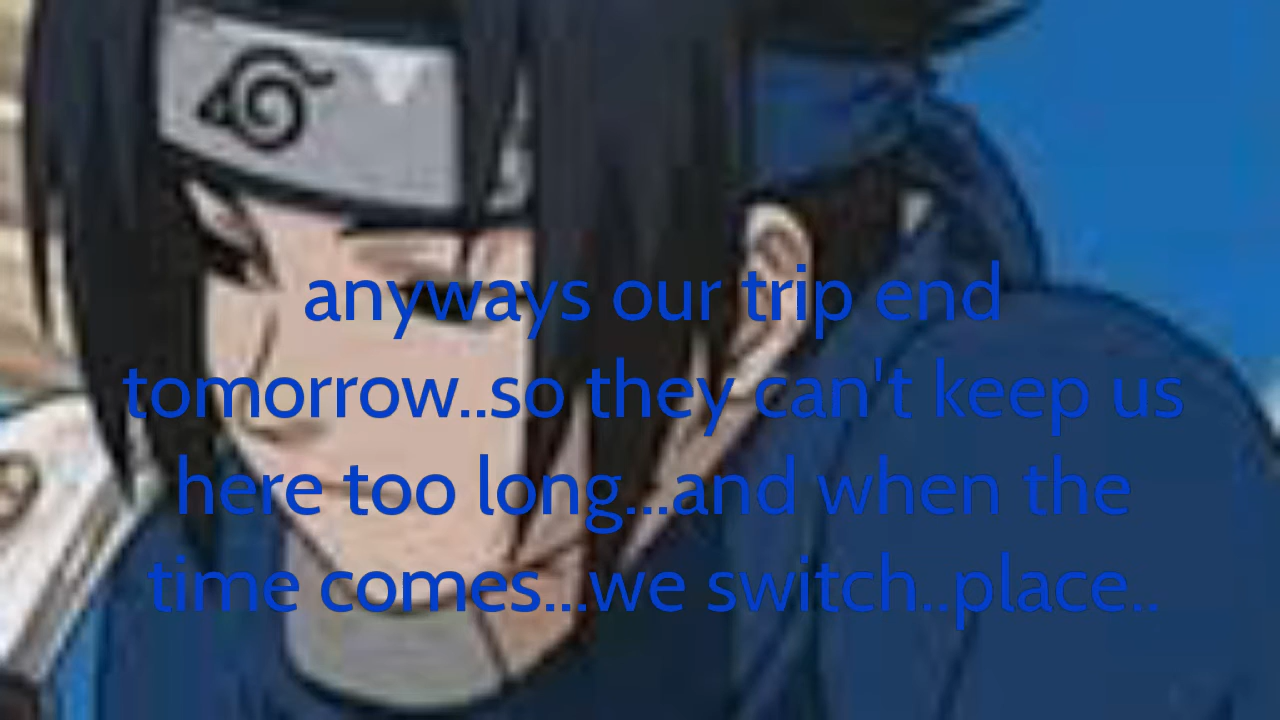 anyways our trip end
tomorrow..so they can't keep us
here too long...and when the
time comes...we switch..place..